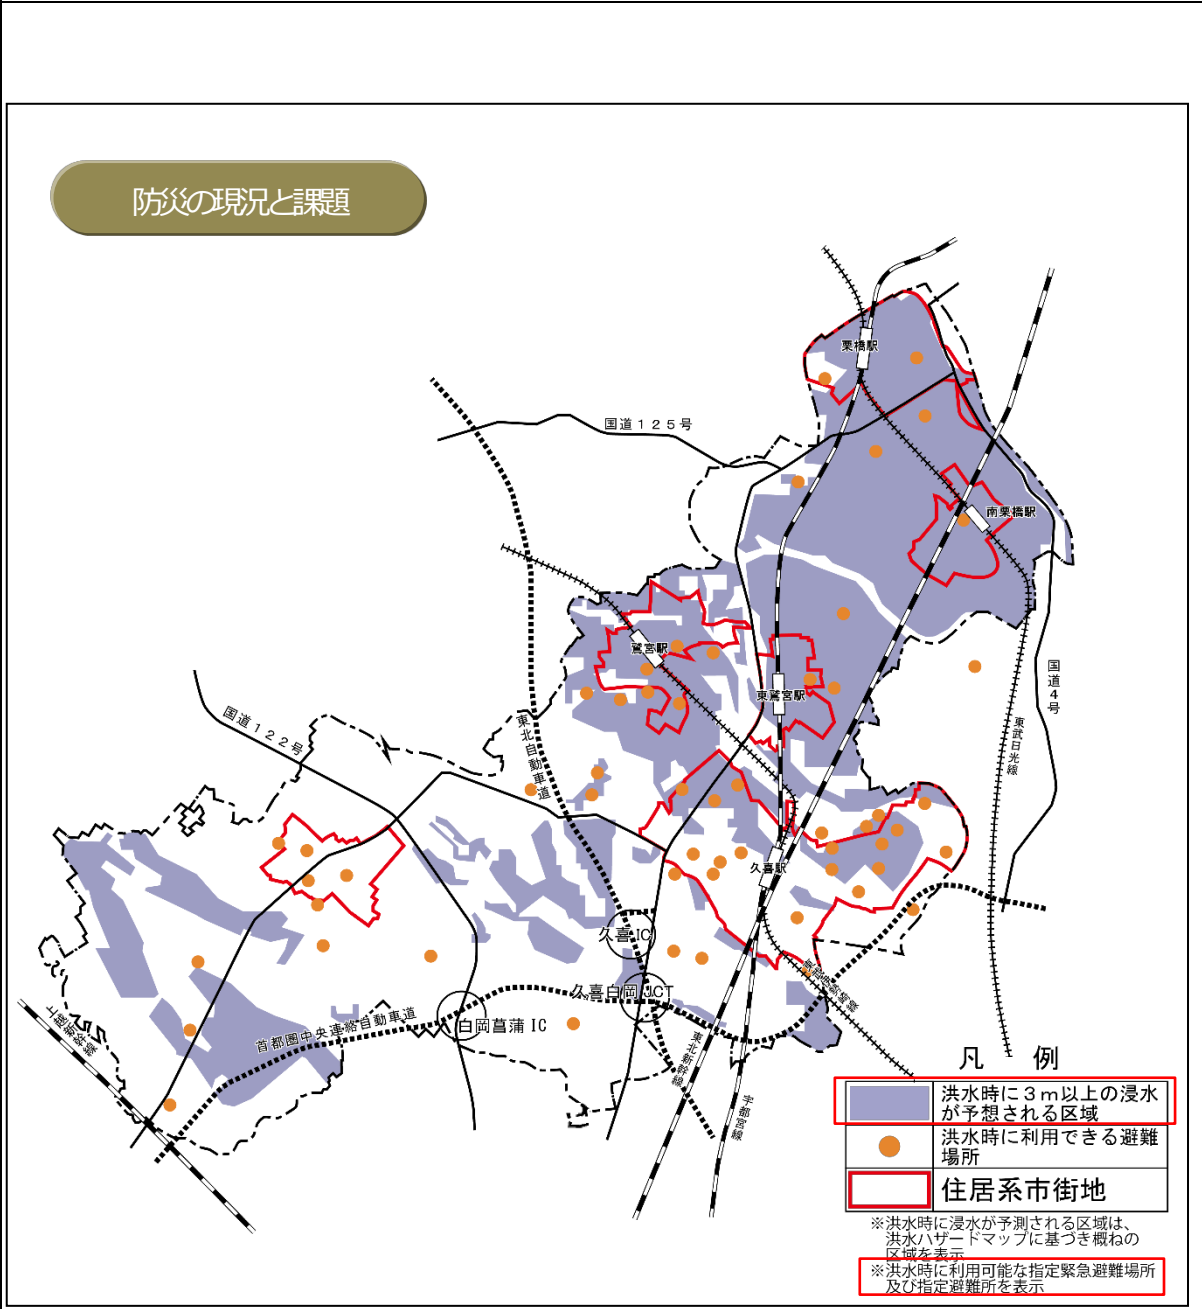 防災の現況と課題
栗橋駅
国道１２５号
南栗橋駅
鷲宮駅
国道４号
東鷲宮駅
東武日光線
国道１２２号
東北自動車道
久喜駅
久喜 IC
東武伊勢崎線
久喜白岡 JCT
上越新幹線
首都圏中央連絡自動車道
白岡菖蒲 IC
東北新幹線
宇都宮線
凡　例
洪水時に３ｍ以上の浸水
が予想される区域
洪水時に利用できる避難
場所
住居系市街地
※洪水時に浸水が予測される区域は、
洪水ハザードマップに基づき概ねの
区域を表示
※洪水時に利用可能な指定緊急避難場所
及び指定避難所を表示